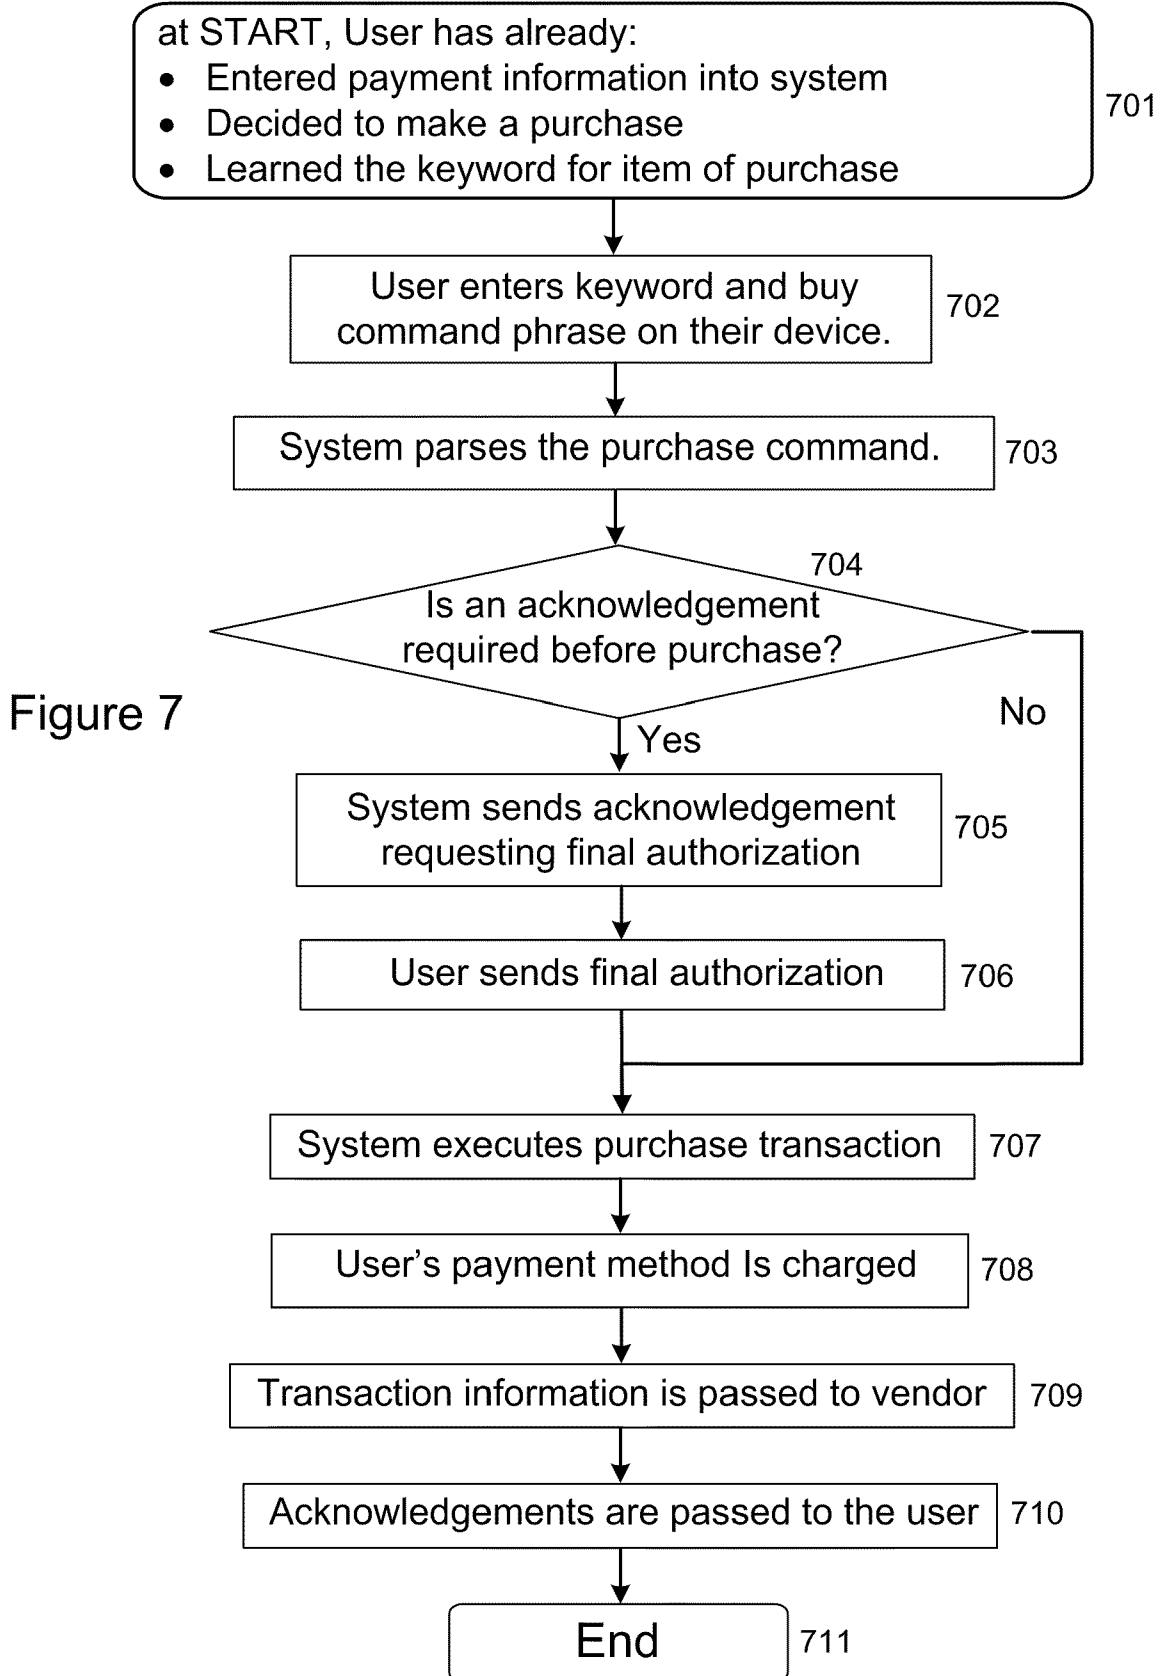 at START, User has already:
• Entered payment information into system
• Decided to make a purchase
• Learned the keyword for item of purchase
701
User enters keyword and buy
command phrase on their device.
702
System parses the purchase command.
703
704
Is an acknowledgement
required before purchase?
Figure 7
No
Yes
System sends acknowledgement
requesting final authorization
705
User sends final authorization
706
System executes purchase transaction
707
User's payment method Is charged
708
Transaction information is passed to vendor
709
Acknowledgements are passed to the user
710
End
711